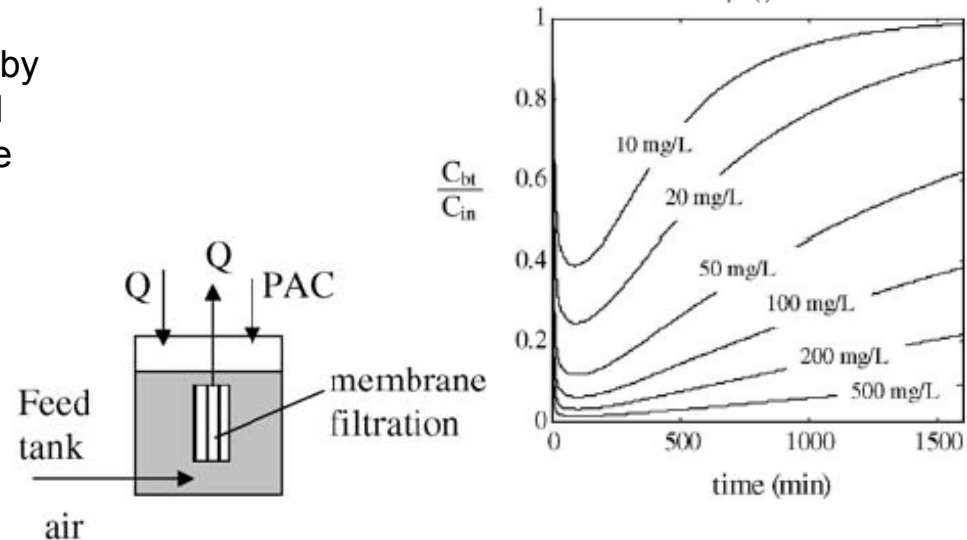 by
Q
Q
PAC
Feed
tank
membrane
filtration
air
C_bt
C_in
1
0.8
0.6
0.4
0.2
0
10 mg/L
20 mg/L
50 mg/L
100 mg/L
200 mg/L
500 mg/L
0 500 1000 1500
time (min)